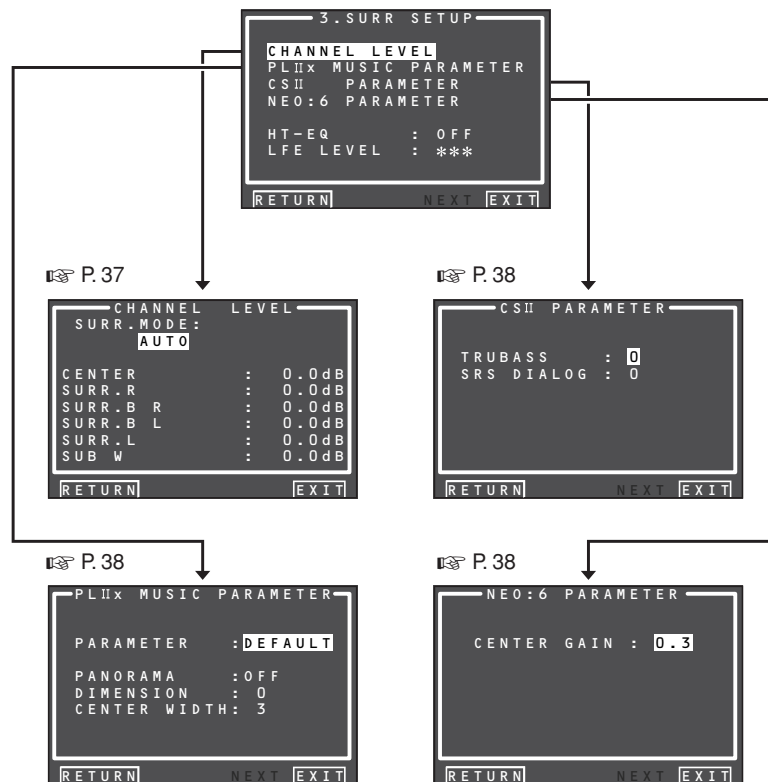 3.SURR SETUP
CHANNEL LEVEL
PLIIx MUSIC PARAMETER
CSII PARAMETER
NEO:6 PARAMETER
HT-EQ : OFF
LFE LEVEL : ***
RETURN NEXT EXIT
☞ P. 37
CHANNEL LEVEL
SURR.MODE:
AUTO
CENTER : 0.0dB
SURR.R : 0.0dB
SURR.B R : 0.0dB
SURR.B L : 0.0dB
SURR.L : 0.0dB
SUB W : 0.0dB
RETURN EXIT
☞ P. 38
CSII PARAMETER
TRUBASS : 0
SRS DIALOG : 0
RETURN NEXT EXIT
☞ P. 38
PLIIx MUSIC PARAMETER
PARAMETER :DEFAULT
PANORAMA :OFF
DIMENSION : 0
CENTER WIDTH: 3
RETURN NEXT EXIT
☞ P. 38
NEO:6 PARAMETER
CENTER GAIN : 0.3
RETURN NEXT EXIT